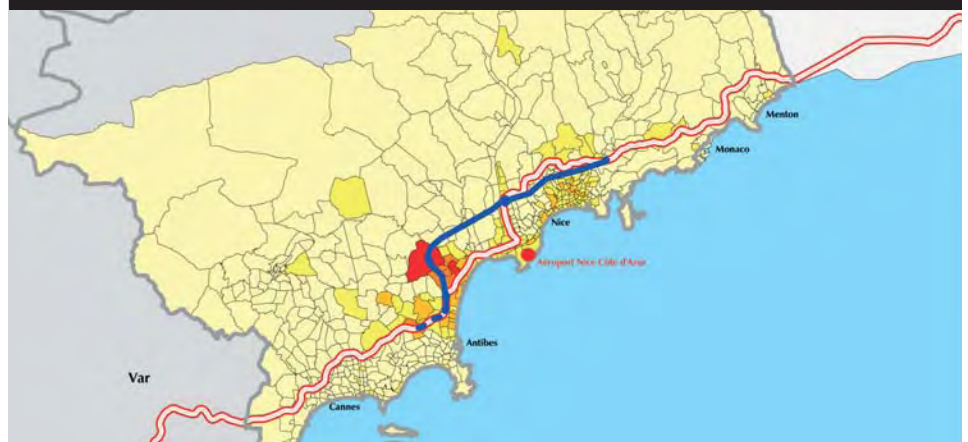 Menton
Monaco
Nice
Aéroport Nice Côte d'Azur
Antibes
Var
Cannes